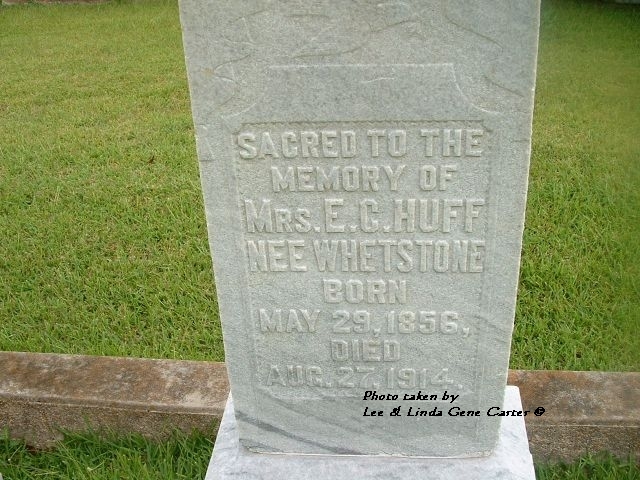 SACRED TO THE
MEMORY OF
MRS. E. C. HUFF
NEE WHETSTONE
BORN
MAY 29, 1856,
DIED
AUG. 27, 1914.
Photo taken by
Lee & Linda Gene Carter ©